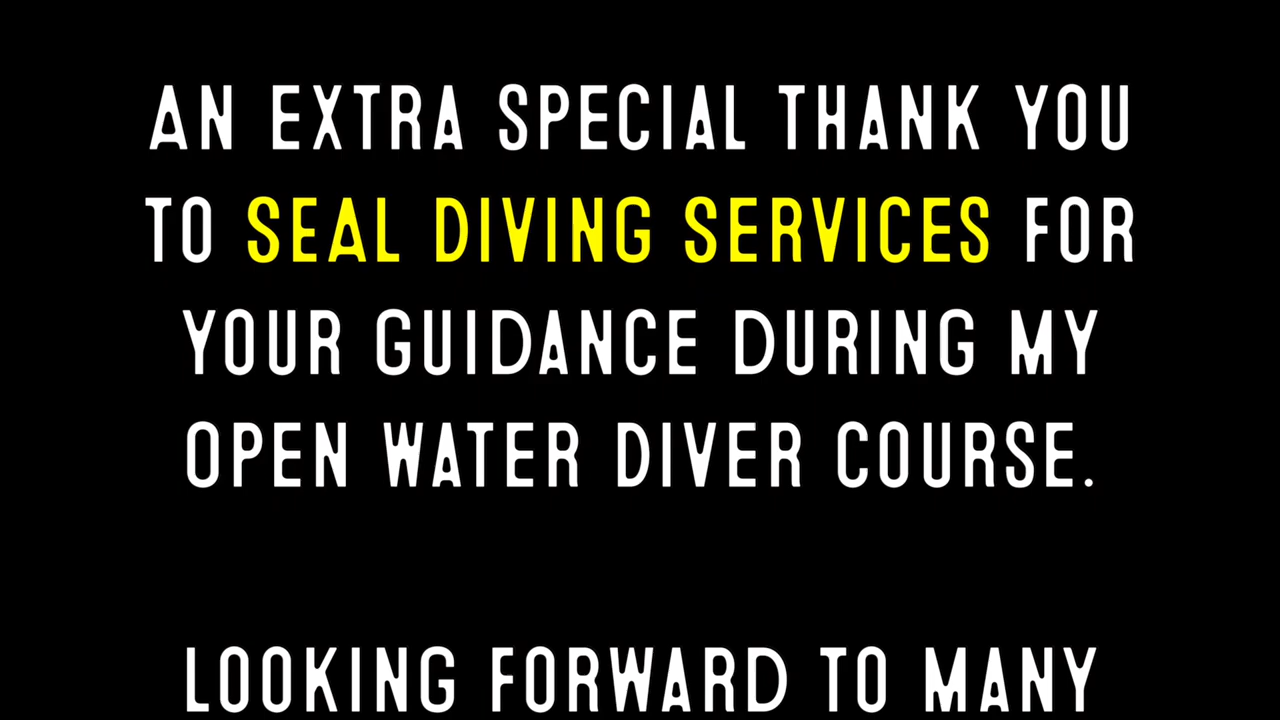 AN EXTRA SPECIAL THANK YOU
TO SEAL DIVING SERVICES FOR
YOUR GUIDANCE DURING MY
OPEN WATER DIVER COURSE.
LOOKING FORWARD TO MANY